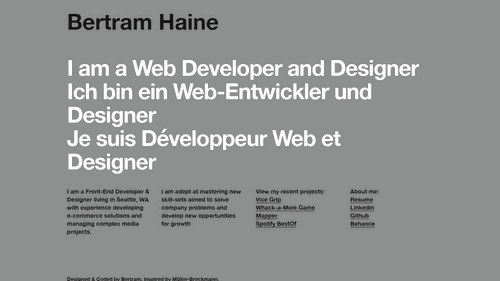 Bertram Haine
I am a Web Developer and Designer
Ich bin ein Web-Entwickler und
Designer
Je suis Développeur Web et
Designer
I am a Front-End Developer &
Designer living in Seattle, WA
with experience developing
e-commerce solutions and
managing complex media
projects.
I am adept at mastering new
skill-sets aimed to solve
company problems and
develop new opportunities
for growth
View my recent projects:
Vice Grip
Whack-a-Mole Game
Mapper
Spotify BestOf
About me:
Resume
Linkedin
Github
Behance
Designed & Coded by Bertram. Inspired by Müller-Brockmann.